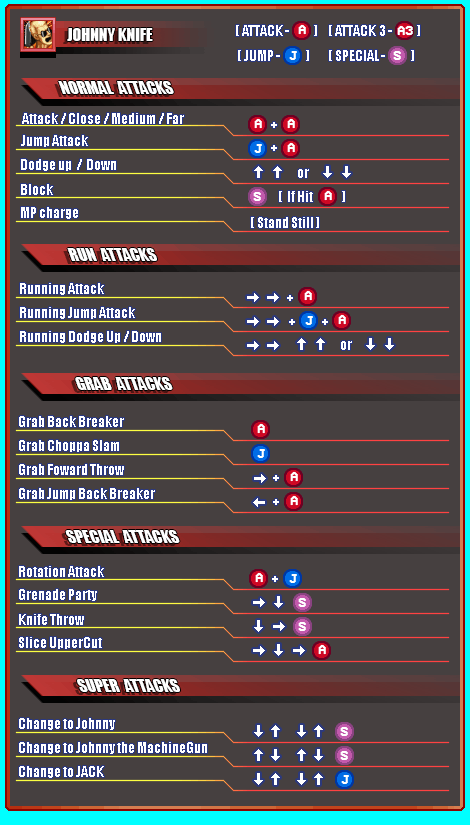 JOHNNY KNIFE [ ATTACK - A ] [ ATTACK 3 - A3 ]
[ JUMP - J ] [ SPECIAL - S ]
NORMAL ATTACKS
Attack / Close / Medium / Far A + A
Jump Attack J + A
Dodge up / Down ↑ ↑ or ↓ ↓
Block S [ If Hit A ]
MP charge [ Stand Still ]
RUN ATTACKS
Running Attack → → + A
Running Jump Attack → → + J + A
Running Dodge Up / Down → → ↑ ↑ or ↓ ↓
GRAB ATTACKS
Grab Back Breaker A
Grab Choppa Slam J
Grab Foward Throw → + A
Grab Jump Back Breaker ← + A
SPECIAL ATTACKS
Rotation Attack A + J
Grenade Party → ↓ S
Knife Throw ↓ → S
Slice UpperCut → ↓ → A
SUPER ATTACKS
Change to Johnny ↓ ↑ ↓ ↑ S
Change to Johnny the MachineGun ↑ ↓ ↑ ↓ S
Change to JACK ↓ ↑ ↓ ↑ J